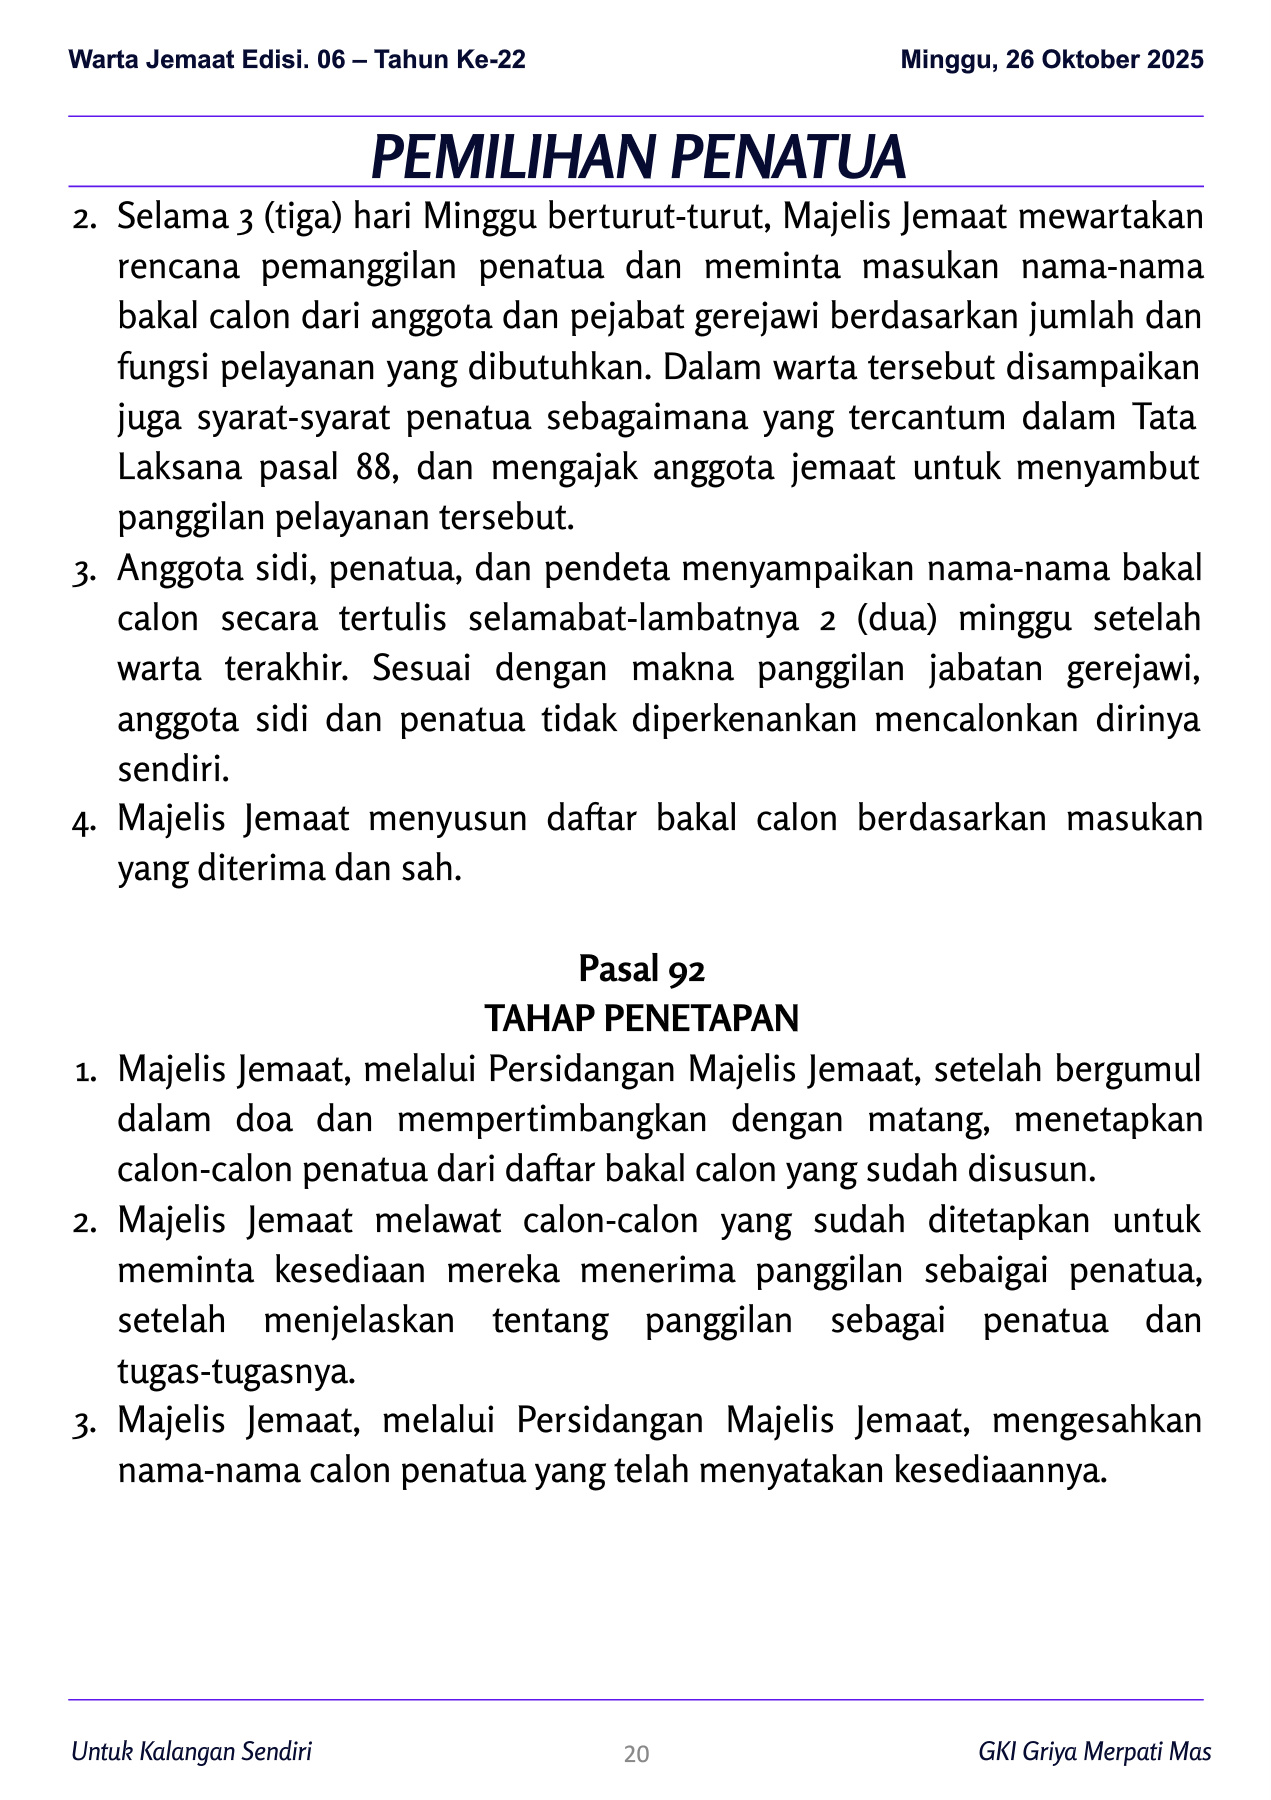 Warta Jemaat Edisi. 06 – Tahun Ke-22 Minggu, 26 Oktober 2025
PEMILIHAN PENATUA
2. Selama 3 (tiga) hari Minggu berturut-turut, Majelis Jemaat mewartakan
rencana pemanggilan penatua dan meminta masukan nama-nama
bakal calon dari anggota dan pejabat gerejawi berdasarkan jumlah dan
fungsi pelayanan yang dibutuhkan. Dalam warta tersebut disampaikan
juga syarat-syarat penatua sebagaimana yang tercantum dalam Tata
Laksana pasal 88, dan mengajak anggota jemaat untuk menyambut
panggilan pelayanan tersebut.
3. Anggota sidi, penatua, dan pendeta menyampaikan nama-nama bakal
calon secara tertulis selamabat-lambatnya 2 (dua) minggu setelah
warta terakhir. Sesuai dengan makna panggilan jabatan gerejawi,
anggota sidi dan penatua tidak diperkenankan mencalonkan dirinya
sendiri.
4. Majelis Jemaat menyusun daftar bakal calon berdasarkan masukan
yang diterima dan sah.
Pasal 92
TAHAP PENETAPAN
1. Majelis Jemaat, melalui Persidangan Majelis Jemaat, setelah bergumul
dalam doa dan mempertimbangkan dengan matang, menetapkan
calon-calon penatua dari daftar bakal calon yang sudah disusun.
2. Majelis Jemaat melawat calon-calon yang sudah ditetapkan untuk
meminta kesediaan mereka menerima panggilan sebaigai penatua,
setelah menjelaskan tentang panggilan sebagai penatua dan
tugas-tugasnya.
3. Majelis Jemaat, melalui Persidangan Majelis Jemaat, mengesahkan
nama-nama calon penatua yang telah menyatakan kesediaannya.
Untuk Kalangan Sendiri 20 GKI Griya Merpati Mas